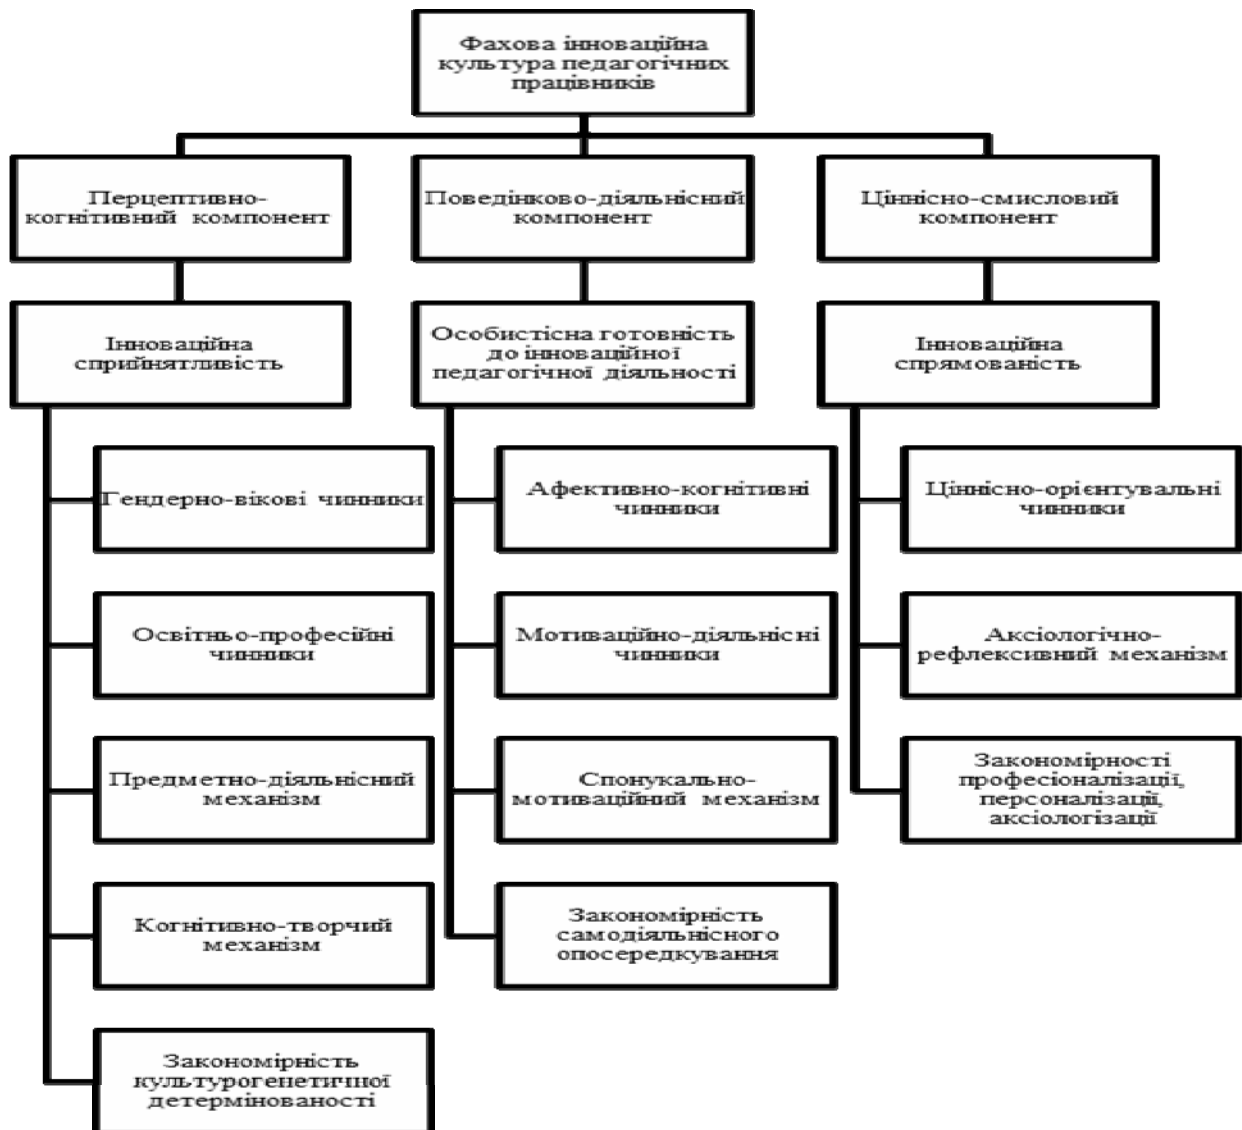 Фахова інноваційна
культура педагогічних
працівників
Перцептивно-
когнітивний компонент
Поведінково-діяльнісний
компонент
Ціннісно-смисловий
компонент
Інноваційна
сприйнятливість
Особистісна готовність
до інноваційної
педагогічної діяльності
Інноваційна
спрямованість
Гендерно-вікові чинники
Афективно-когнітивні
чинники
Ціннісно-орієнтувальні
чинники
Освітньо-професійні
чинники
Мотиваційно-діяльнісні
чинники
Аксіологічно-
рефлексивний механізм
Предметно-діяльнісний
механізм
Спонукально-
мотиваційний механізм
Закономірності
професіоналізації,
персоналізації,
аксіологізації
Когнітивно-творчий
механізм
Закономірність
самодіяльнісного
опосередкування
Закономірність
культурогенетичної
детермінованості